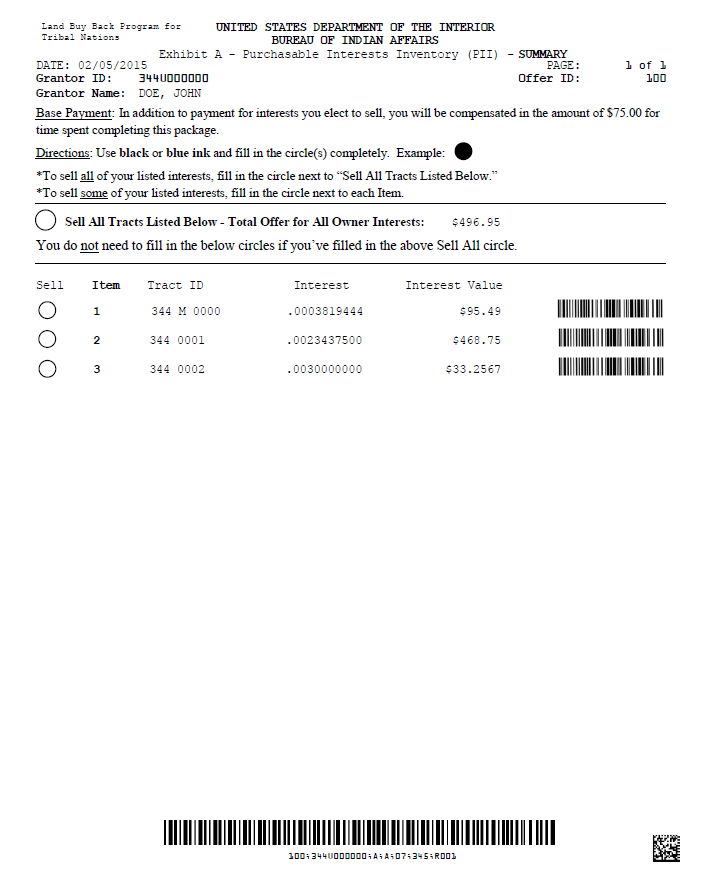 Land Buy Back Program for
Tribal Nations
UNITED STATES DEPARTMENT OF THE INTERIOR
BUREAU OF INDIAN AFFAIRS
Exhibit A - Purchasable Interests Inventory (PII) - SUMMARY
DATE: 02/05/2015 PAGE: 1 of 1
Grantor ID: 344U000000 Offer ID: 100
Grantor Name: DOE, JOHN
Base Payment: In addition to payment for interests you elect to sell, you will be compensated in the amount of $75.00 for
time spent completing this package.
Directions: Use black or blue ink and fill in the circle(s) completely. Example:
*To sell all of your listed interests, fill in the circle next to “Sell All Tracts Listed Below.”
*To sell some of your listed interests, fill in the circle next to each Item.
Sell All Tracts Listed Below - Total Offer for All Owner Interests: $496.95
You do not need to fill in the below circles if you’ve filled in the above Sell All circle.
Sell Item Tract ID Interest Interest Value
1 344 M 0000 .0003819444 $95.49
2 344 0001 .0023437500 $468.75
3 344 0002 .0030000000 $33.2567
100;344U000000;A;A;07;345;R001